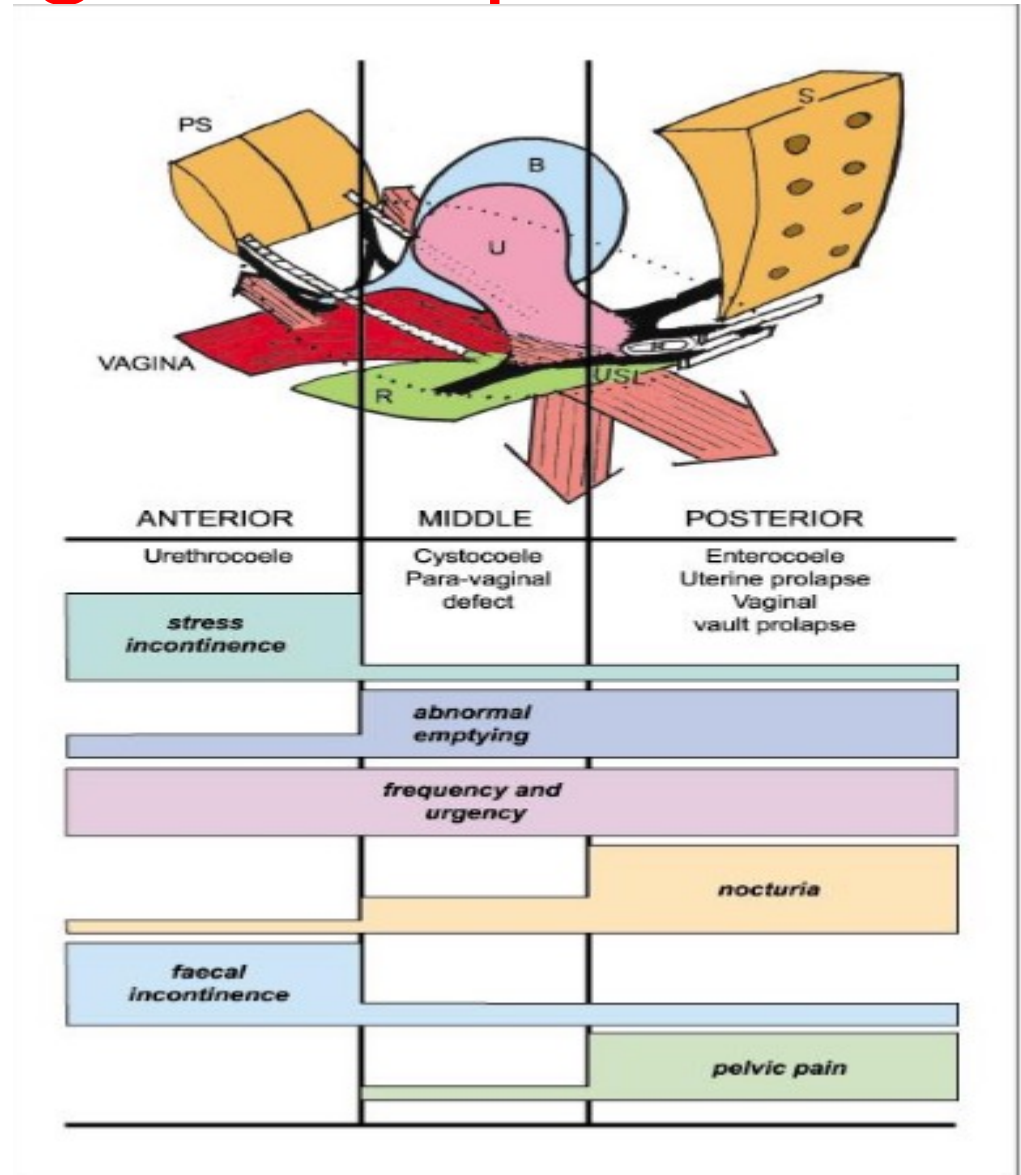 PS
S
B
U
VAGINA
R
USL
ANTERIOR
MIDDLE
POSTERIOR
Urethrocoele
Cystocoele
Para-vaginal
defect
Enterocoele
Uterine prolapse
Vaginal
vault prolapse
stress
incontinence
abnormal
emptying
frequency and
urgency
nocturia
faecal
incontinence
pelvic pain